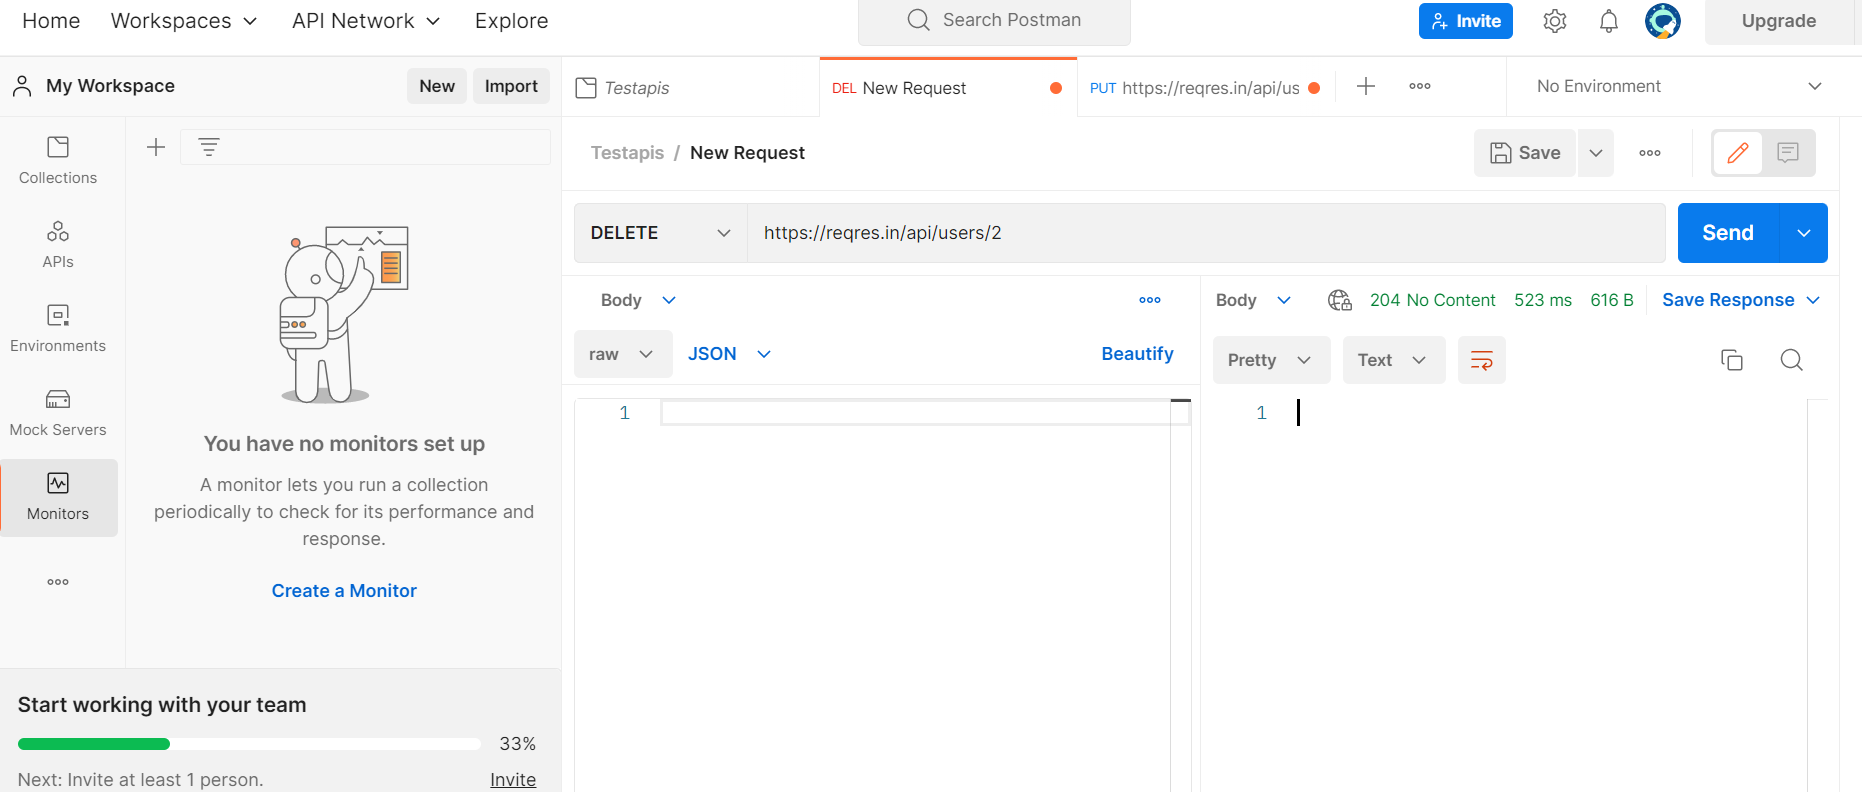 Home Workspaces API Network Explore Search Postman Invite Upgrade
My Workspace New Import Testapis DEL New Request PUT https://reqres.in/api/us No Environment
Collections
APIs
Environments
Mock Servers
Monitors
You have no monitors set up
A monitor lets you run a collection
periodically to check for its performance and
response.
Create a Monitor
Start working with your team
33%
Next: Invite at least 1 person. Invite
Testapis / New Request Save
DELETE https://reqres.in/api/users/2 Send
Body
raw JSON Beautify
1
Body 204 No Content 523 ms 616 B Save Response
Pretty Text
1